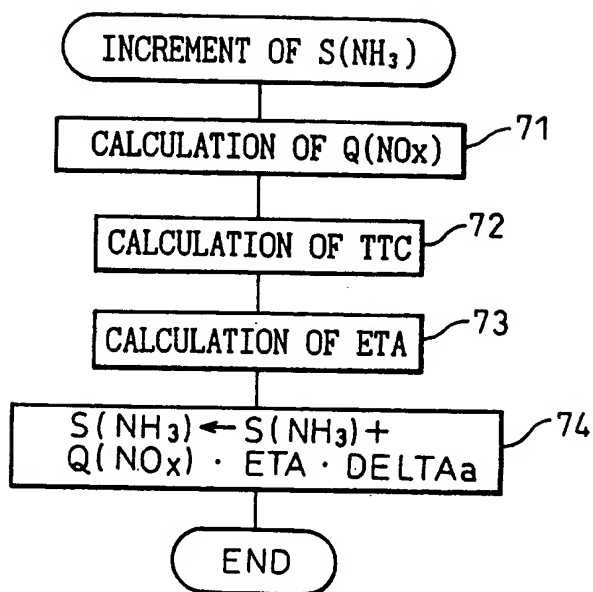 INCREMENT OF S(NH₃)
CALCULATION OF Q(NOx)
71
CALCULATION OF TTC
72
CALCULATION OF ETA
73
S(NH₃)←S(NH₃)+
Q(NOx)・ETA・DELTAa
74
END